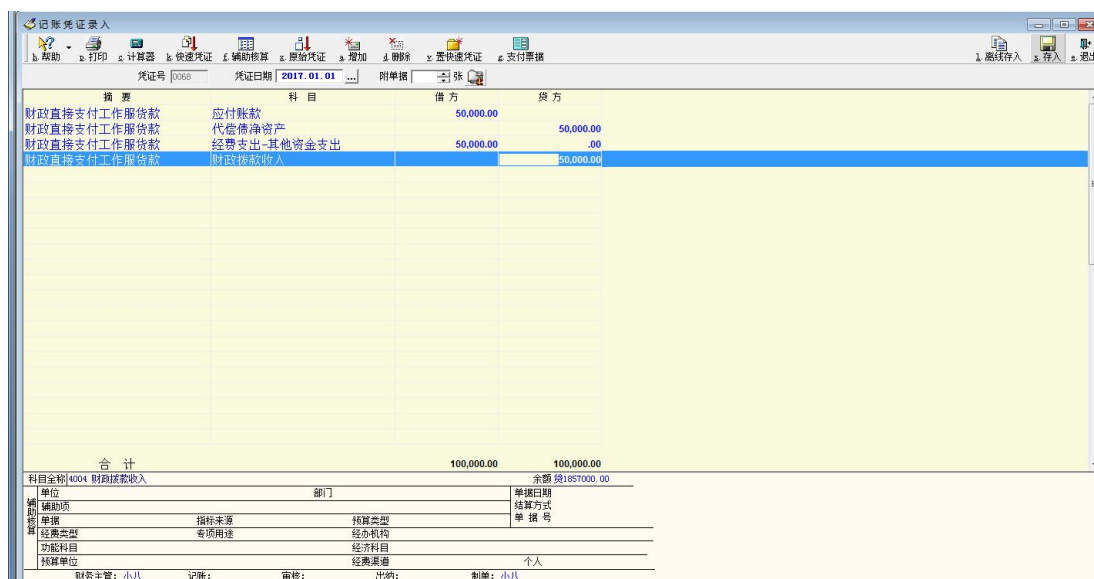 记账凭证录入
h.帮助 p.打印 c.计算器 k.快速凭证 f.辅助核算 z.原始凭证 a.增加 d.删除 v.置快速凭证 g.支付票据 l.离线存入 s.存入 x.退出
凭证号 0068 凭证日期 2017.01.01 ... 附单据 张
摘 要 科 目 借 方 贷 方
财政直接支付工作服货款 应付账款 50,000.00
财政直接支付工作服货款 代偿债净资产 50,000.00
财政直接支付工作服货款 经费支出-其他资金支出 50,000.00 .00
财政直接支付工作服货款 财政拨款收入 50,000.00
合 计 100,000.00 100,000.00
科目全称 4004 财政拨款收入 余额 贷1857000.00
辅助核算
单位 部门 单据日期
辅助项 结算方式
单据 指标来源 预算类型 单 据 号
经费类型 专项用途 经办机构
功能科目 经济科目
预算单位 经费渠道 个人
财务主管: 小八 记账: 审核: 出纳: 制单: 小八